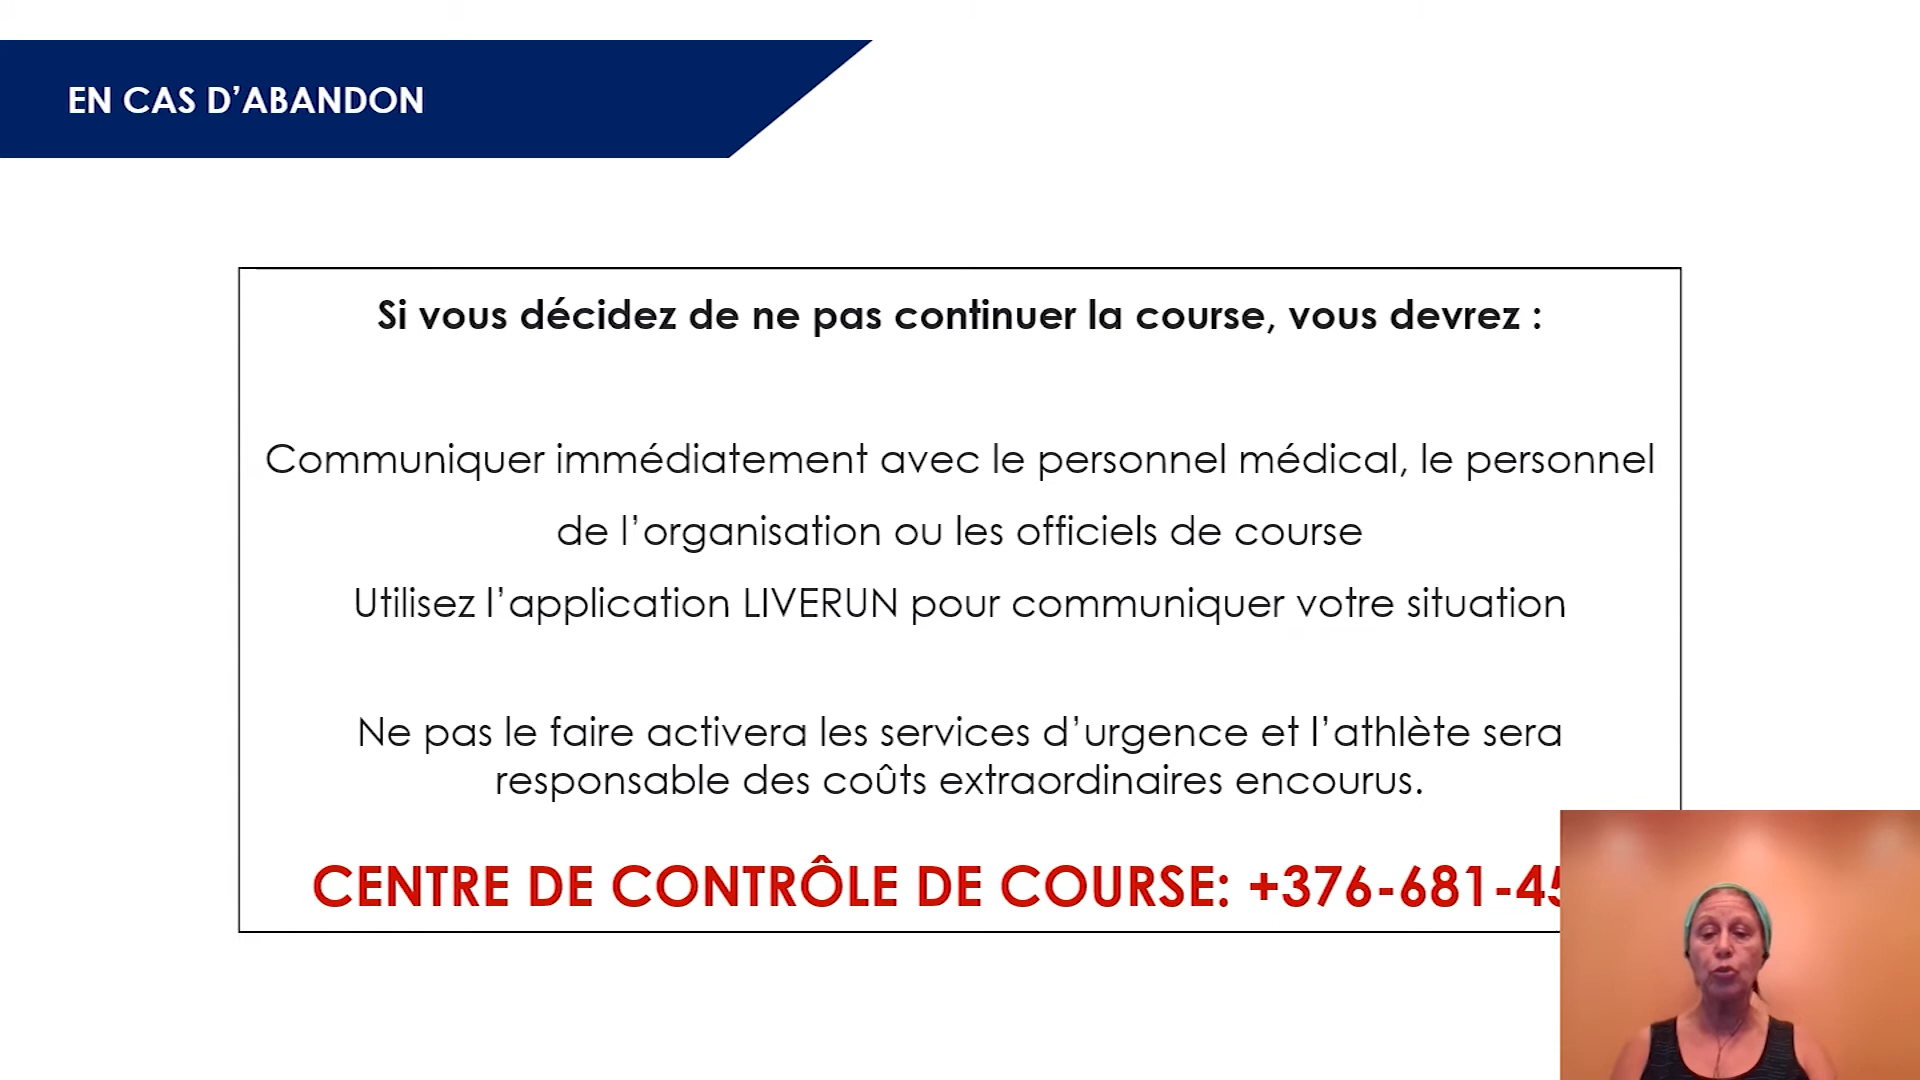 EN CAS D’ABANDON
Si vous décidez de ne pas continuer la course, vous devrez :
Communiquer immédiatement avec le personnel médical, le personnel
de l’organisation ou les officiels de course
Utilisez l’application LIVERUN pour communiquer votre situation
Ne pas le faire activera les services d’urgence et l’athlète sera
responsable des coûts extraordinaires encourus.
CENTRE DE CONTRÔLE DE COURSE: +376-681-4